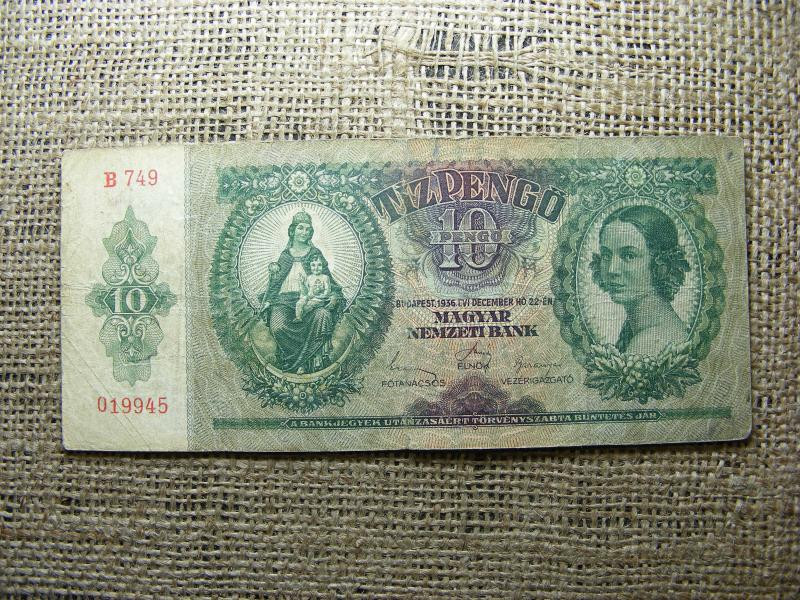 B 749
10
019945
TÍZ PENGŐ
10
PENGŐ
BUDAPEST, 1936. ÉVI DECEMBER HÓ 22-ÉN
MAGYAR
NEMZETI BANK
FŐTANÁCSOS
ELNÖK
VEZÉRIGAZGATÓ
A BANKJEGYEK UTÁNZÁSÁÉRT TÖRVÉNYSZABTA BÜNTETÉS JÁR.